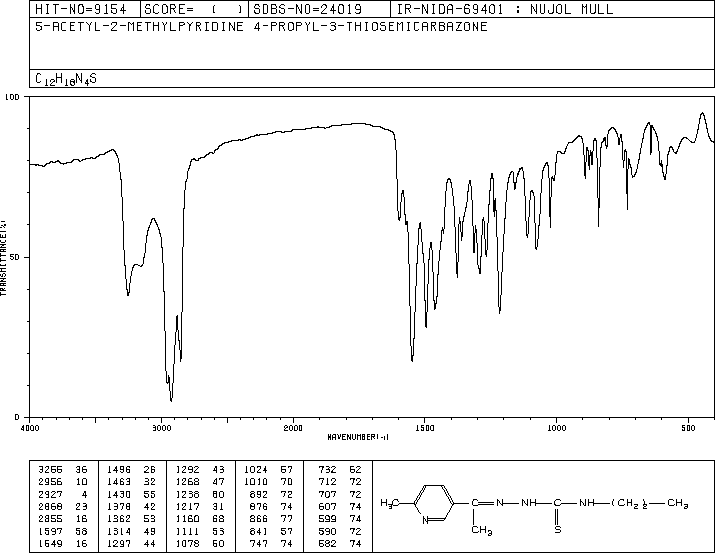 HIT-NO=9154 SCORE= ( ) SDBS-NO=24019 IR-NIDA-69401 : NUJOL MULL
5-ACETYL-2-METHYLPYRIDINE 4-PROPYL-3-THIOSEMICARBAZONE
C12H18N4S
100
50
0
TRANSMITTANCE(%)
4000 3000 2000 1500 1000 500
WAVENUMBER(-1)
3255 36 1496 26 1292 43 1024 57 732 62
2956 10 1463 32 1268 47 1010 70 712 72
2927 4 1430 55 1238 60 892 72 707 72
2868 23 1378 42 1217 31 876 74 607 74
2855 16 1362 53 1160 68 866 77 599 74
1597 58 1314 49 1111 53 841 57 590 72
1549 16 1297 44 1078 50 747 74 582 74
H3C N C N NH C NH (CH2)2 CH3
CH3 S